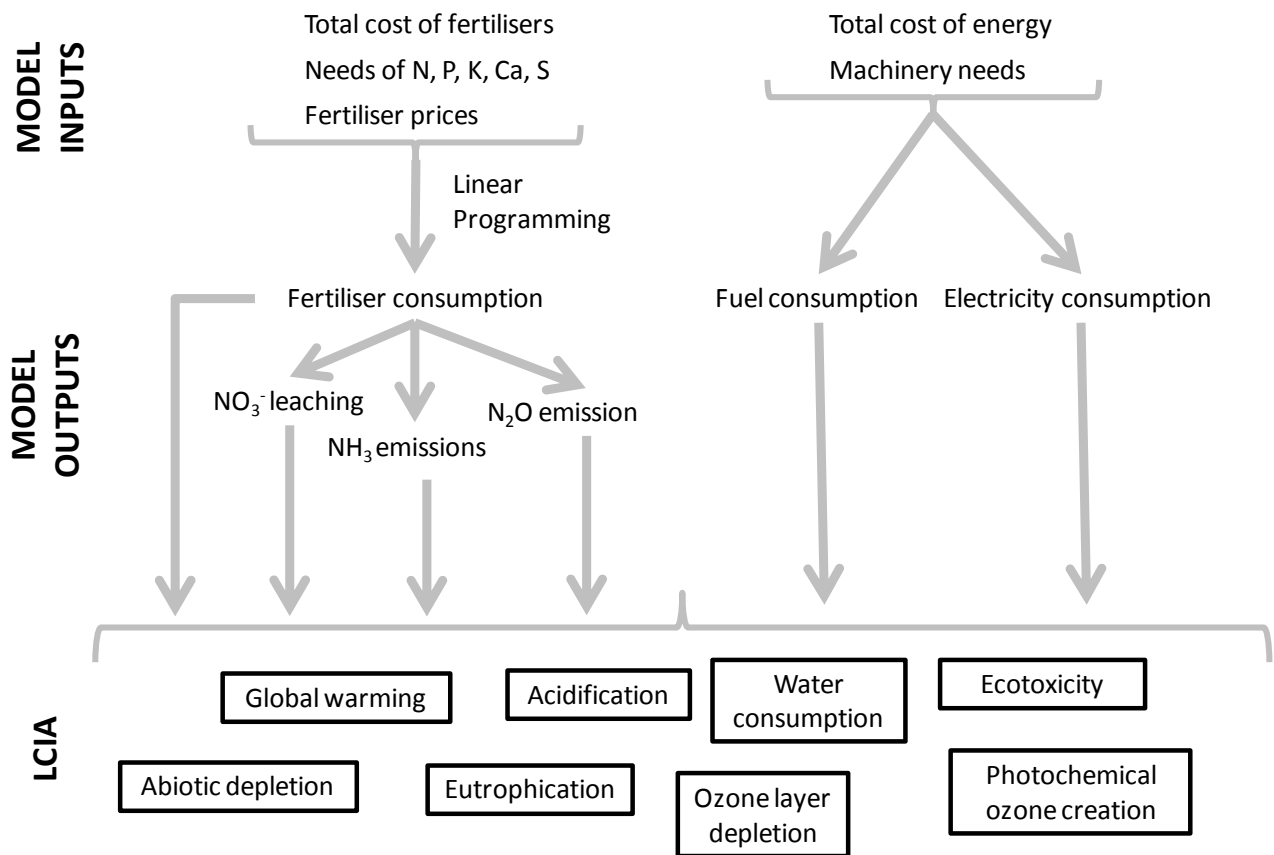 MODEL
INPUTS
Total cost of fertilisers
Needs of N, P, K, Ca, S
Fertiliser prices
Total cost of energy
Machinery needs
Linear
Programming
MODEL
OUTPUTS
Fertiliser consumption
Fuel consumption
Electricity consumption
NO₃⁻ leaching
NH₃ emissions
N₂O emission
LCIA
Global warming
Acidification
Water
consumption
Ecotoxicity
Abiotic depletion
Eutrophication
Ozone layer
depletion
Photochemical
ozone creation